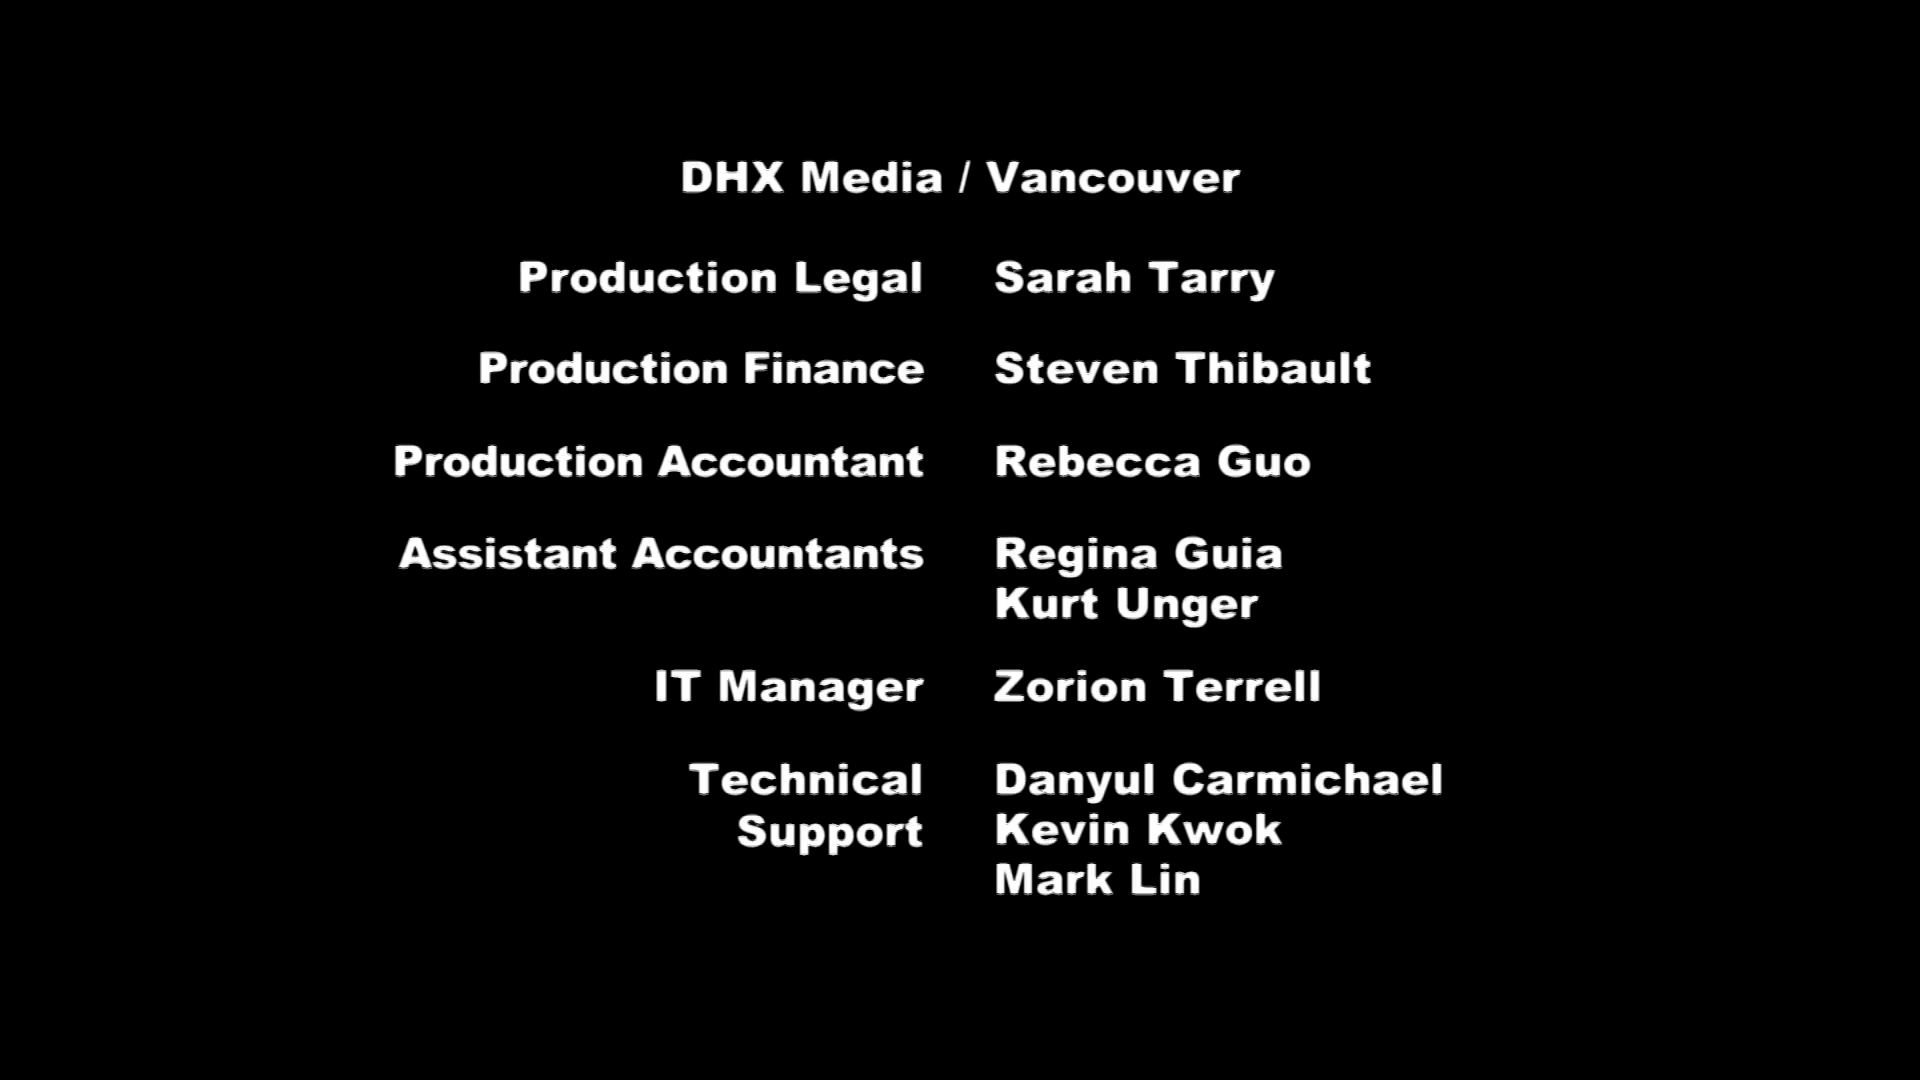 DHX Media / Vancouver
Production Legal Sarah Tarry
Production Finance Steven Thibault
Production Accountant Rebecca Guo
Assistant Accountants Regina Guia
Kurt Unger
IT Manager Zorion Terrell
Technical Danyul Carmichael
Support Kevin Kwok
Mark Lin